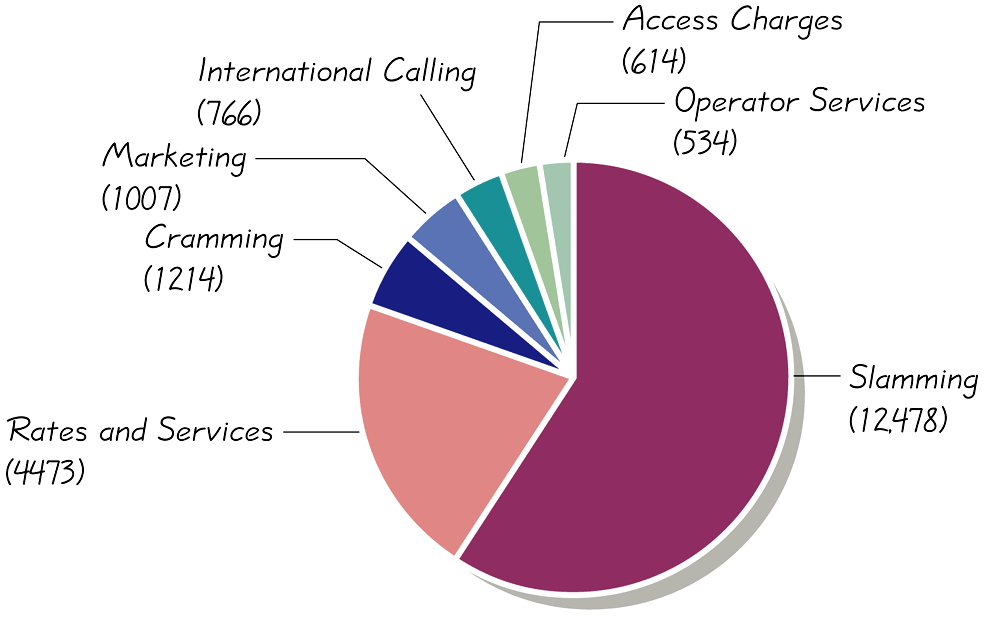 Access Charges
(614)
International Calling
(766)
Operator Services
(534)
Marketing
(1007)
Cramming
(1214)
Slamming
(12,478)
Rates and Services
(4473)